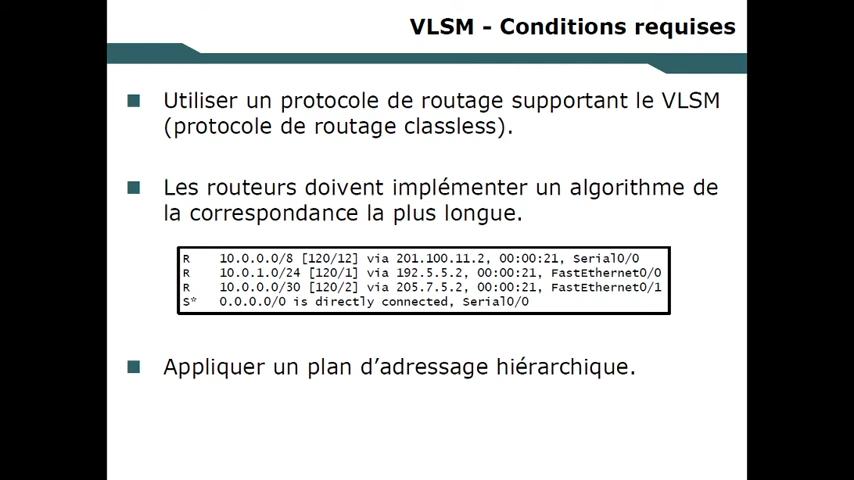 VLSM - Conditions requises
Utiliser un protocole de routage supportant le VLSM
(protocole de routage classless).
Les routeurs doivent implémenter un algorithme de
la correspondance la plus longue.
R 10.0.0.0/8 [120/12] via 201.100.11.2, 00:00:21, Serial0/0
R 10.0.1.0/24 [120/1] via 192.5.5.2, 00:00:21, FastEthernet0/0
R 10.0.0.0/30 [120/2] via 205.7.5.2, 00:00:21, FastEthernet0/1
S* 0.0.0.0/0 is directly connected, Serial0/0
Appliquer un plan d'adressage hiérarchique.